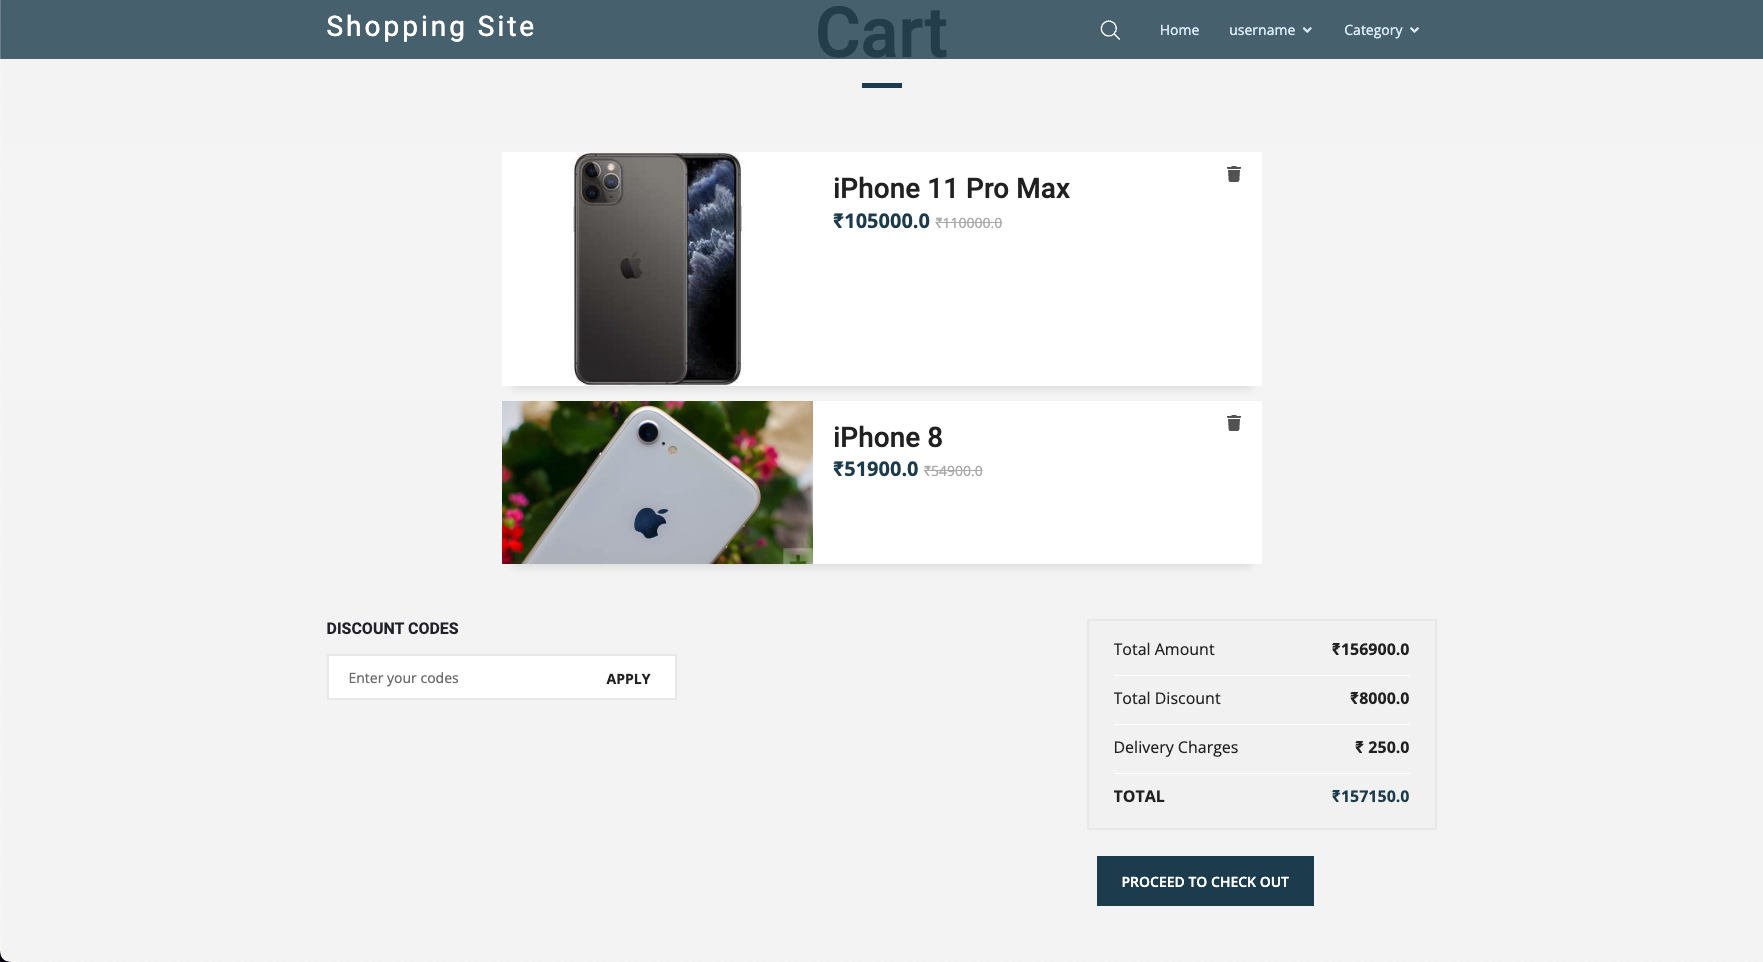 Shopping Site
Cart
Home
username
Category
iPhone 11 Pro Max
₹105000.0 ₹110000.0
iPhone 8
₹51900.0 ₹54900.0
DISCOUNT CODES
Enter your codes
APPLY
Total Amount ₹156900.0
Total Discount ₹8000.0
Delivery Charges ₹ 250.0
TOTAL ₹157150.0
PROCEED TO CHECK OUT